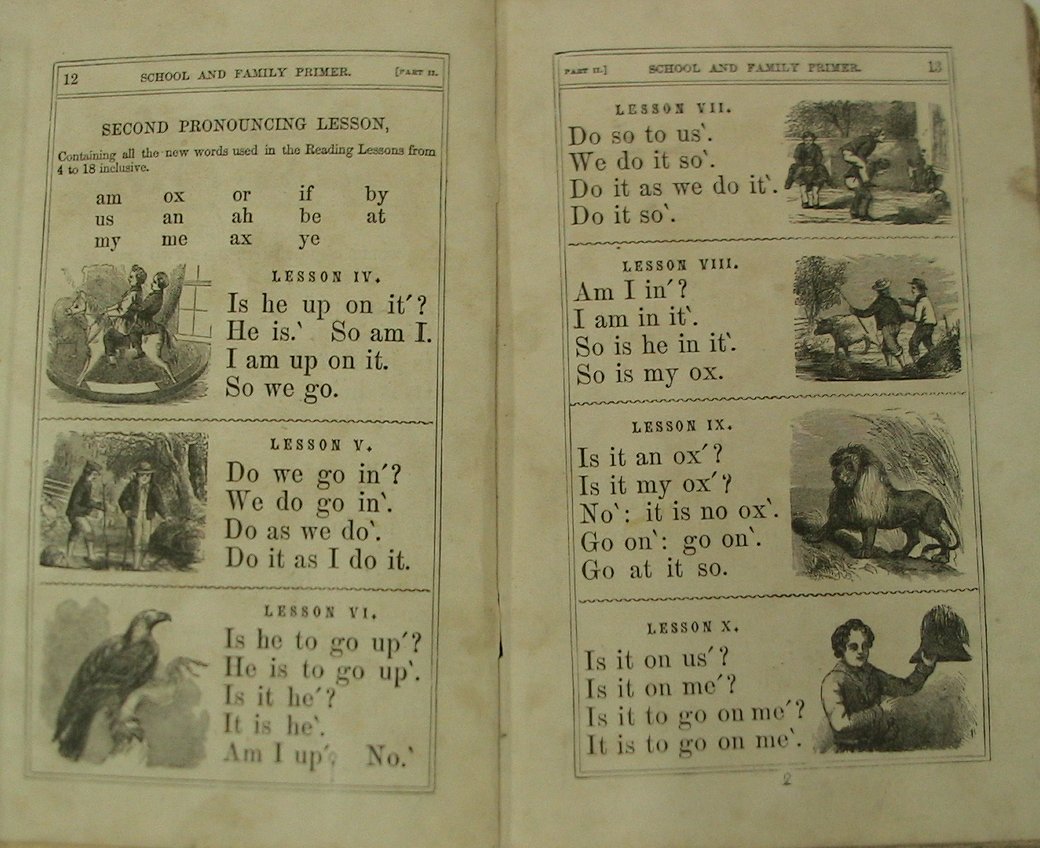 12 SCHOOL AND FAMILY PRIMER. [PART II.
SECOND PRONOUNCING LESSON,
Containing all the new words used in the Reading Lessons from
4 to 18 inclusive.
am ox or if by
us an ah be at
my me ax ye
LESSON IV.
Is he up on it′?
He is.‵ So am I.
I am up on it.
So we go.
LESSON V.
Do we go in′?
We do go in‵.
Do as we do‵.
Do it as I do it.
LESSON VI.
Is he to go up′?
He is to go up‵.
Is it he′?
It is he‵.
Am I up′? No.‵
PART II.] SCHOOL AND FAMILY PRIMER. 13
LESSON VII.
Do so to us‵.
We do it so‵.
Do it as we do it‵.
Do it so‵.
LESSON VIII.
Am I in′?
I am in it‵.
So is he in it‵.
So is my ox.
LESSON IX.
Is it an ox′?
Is it my ox′?
No‵: it is no ox‵.
Go on‵: go on‵.
Go at it so.
LESSON X.
Is it on us′?
Is it on me′?
Is it to go on me′?
It is to go on me‵.
2